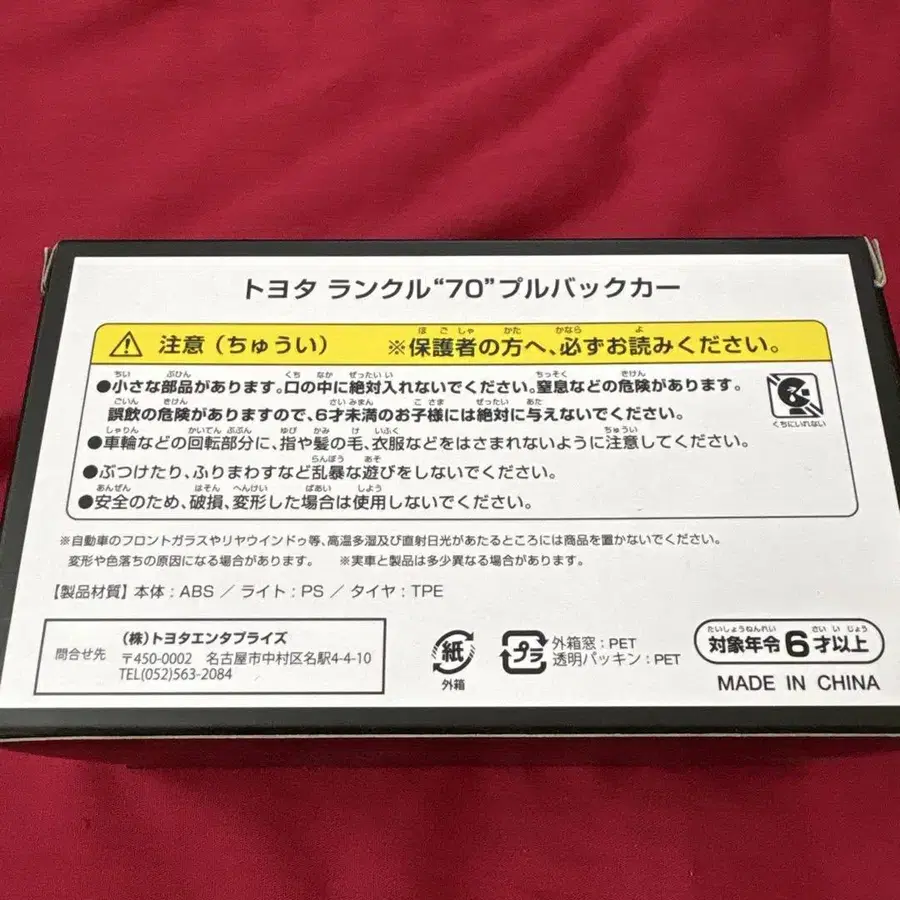 トヨタ ランクル“70”プルバックカー
注意（ちゅうい） ※保護者の方へ、必ずお読みください。
●小さな部品があります。口の中に絶対入れないでください。窒息などの危険があります。
誤飲の危険がありますので、6才未満のお子様には絶対に与えないでください。
くちにいれない
●車輪などの回転部分に、指や髪の毛、衣服などをはさまれないように注意してください。
●ぶつけたり、ふりまわすなど乱暴な遊びをしないでください。
●安全のため、破損、変形した場合は使用しないでください。
※自動車のフロントガラスやリヤウインドゥ等、高温多湿及び直射日光があたるところには商品を置かないでください。
変形や色落ちの原因になる場合があります。 ※実車と製品は多少異なる場合があります。
【製品材質】本体：ABS ／ ライト：PS ／ タイヤ：TPE
問合せ先
（株）トヨタエンタプライズ
〒450-0002 名古屋市中村区名駅4-4-10
TEL(052)563-2084
紙
外箱
プラ
外箱窓：PET
透明パッキン：PET
対象年令6才以上
MADE IN CHINA